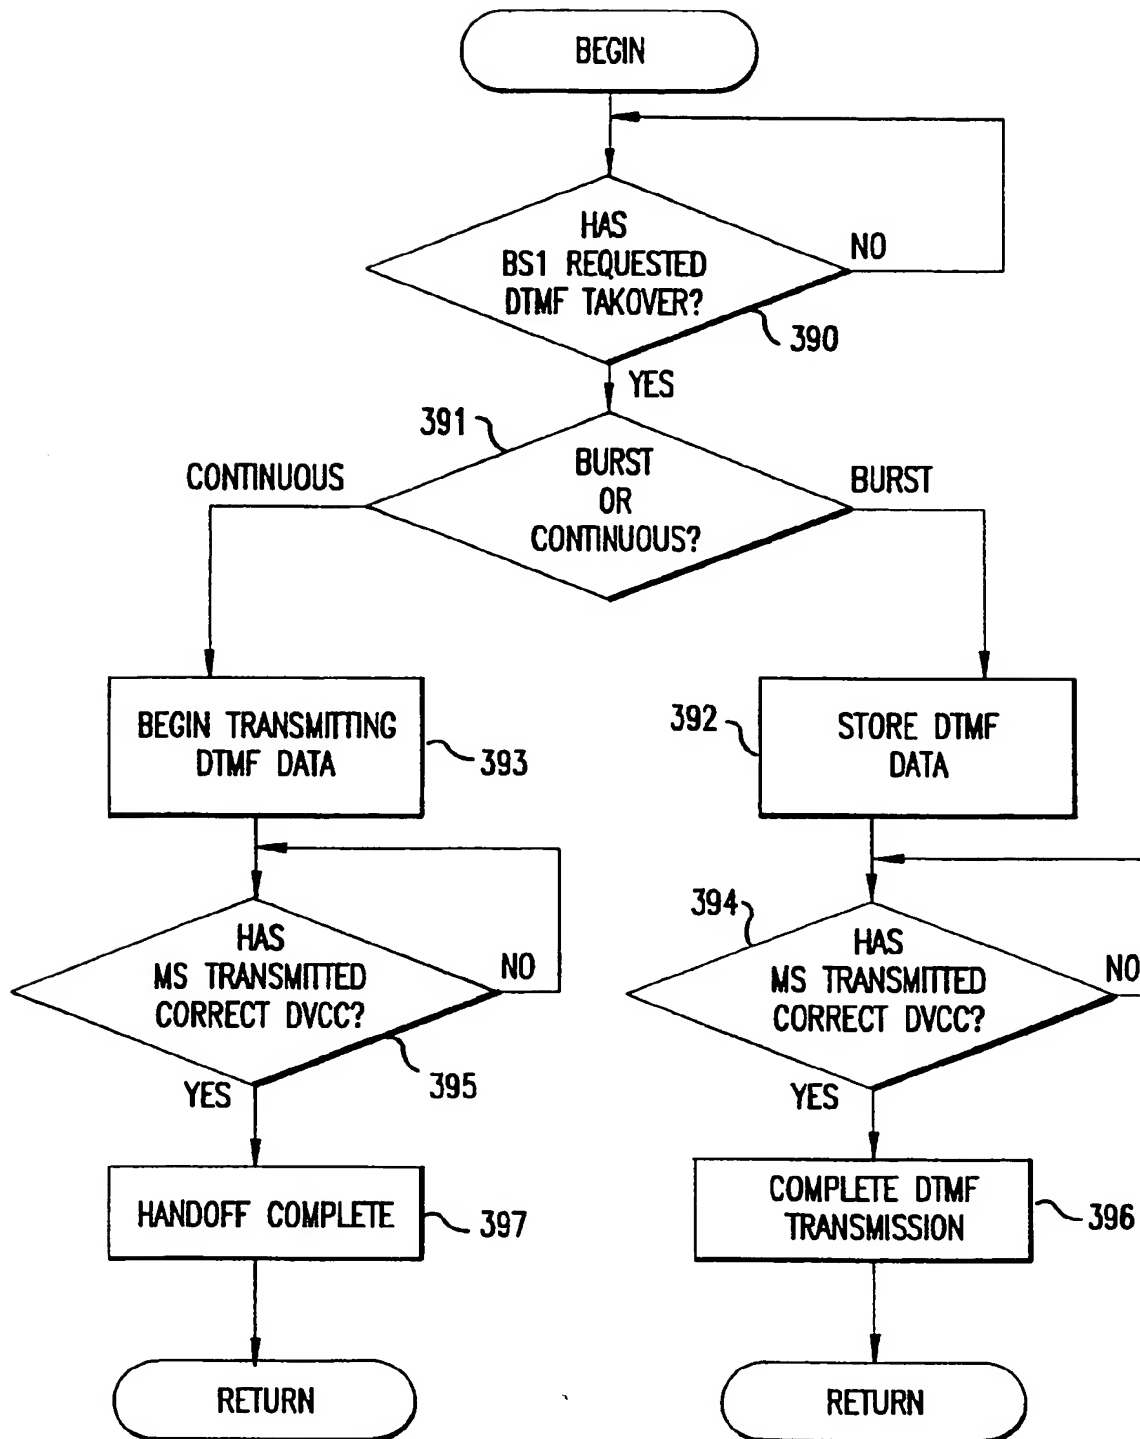 BEGIN
HAS
BS1 REQUESTED
DTMF TAKOVER?
NO
390
YES
391
BURST
OR
CONTINUOUS?
CONTINUOUS
BURST
BEGIN TRANSMITTING
DTMF DATA
393
392
STORE DTMF
DATA
HAS
MS TRANSMITTED
CORRECT DVCC?
NO
395
YES
394
HAS
MS TRANSMITTED
CORRECT DVCC?
NO
YES
HANDOFF COMPLETE
397
COMPLETE DTMF
TRANSMISSION
396
RETURN
RETURN